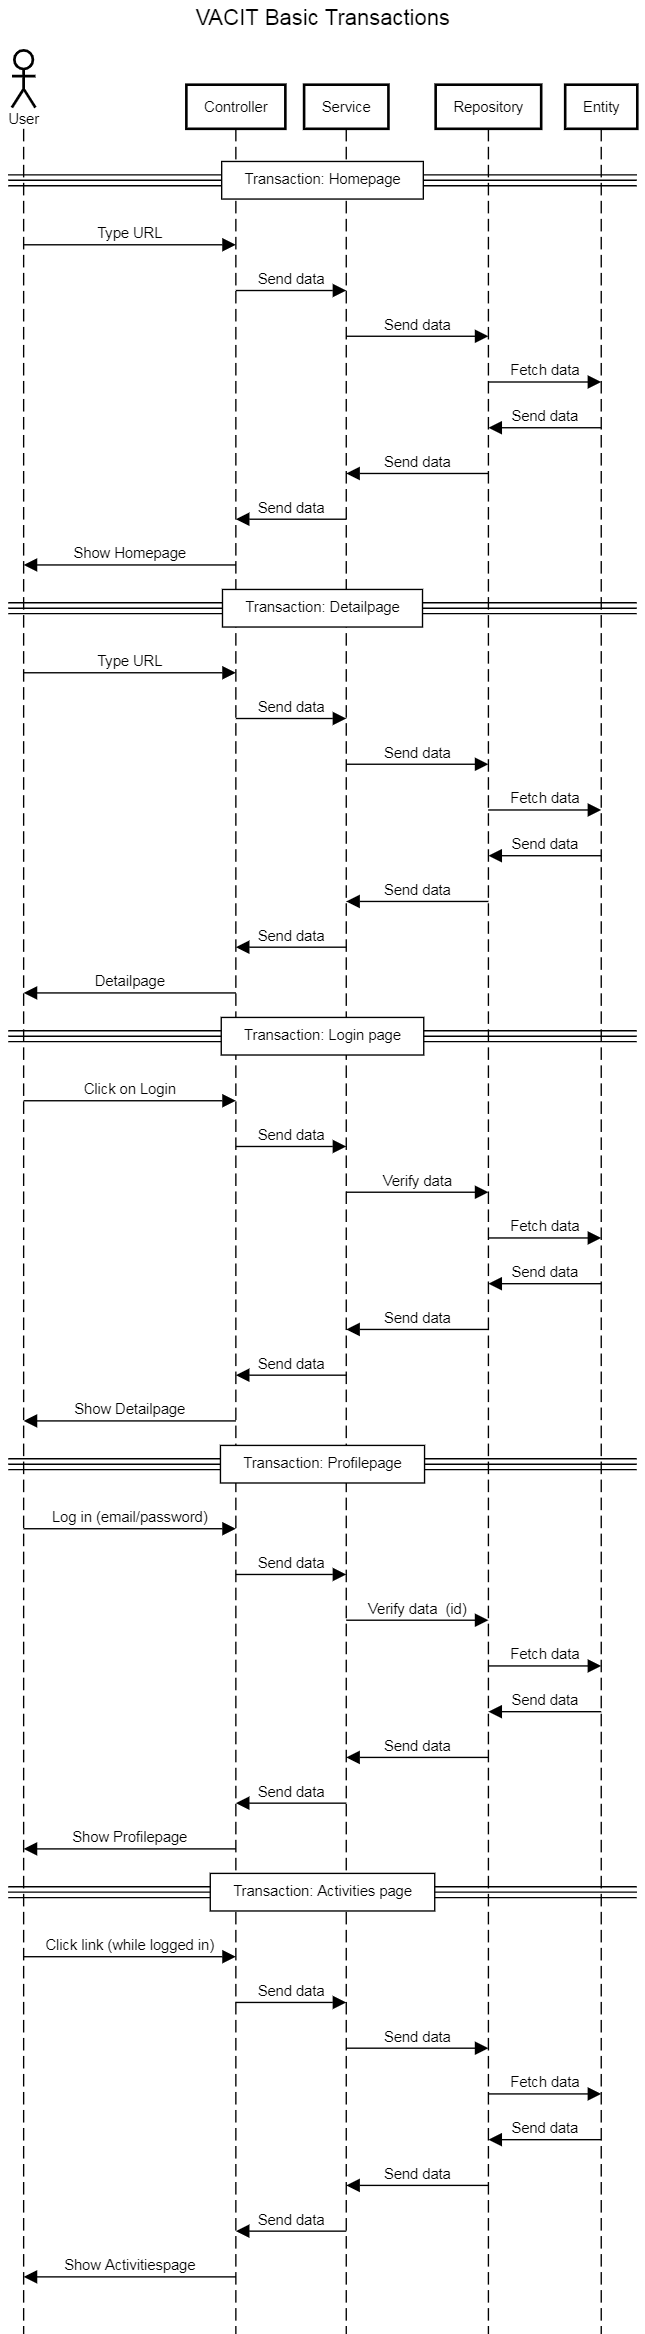 VACIT Basic Transactions
User
Controller
Service
Repository
Entity
Transaction: Homepage
Type URL
Send data
Send data
Fetch data
Send data
Send data
Send data
Show Homepage
Transaction: Detailpage
Type URL
Send data
Send data
Fetch data
Send data
Send data
Send data
Detailpage
Transaction: Login page
Click on Login
Send data
Verify data
Fetch data
Send data
Send data
Send data
Show Detailpage
Transaction: Profilepage
Log in (email/password)
Send data
Verify data  (id)
Fetch data
Send data
Send data
Send data
Show Profilepage
Transaction: Activities page
Click link (while logged in)
Send data
Send data
Fetch data
Send data
Send data
Send data
Show Activitiespage